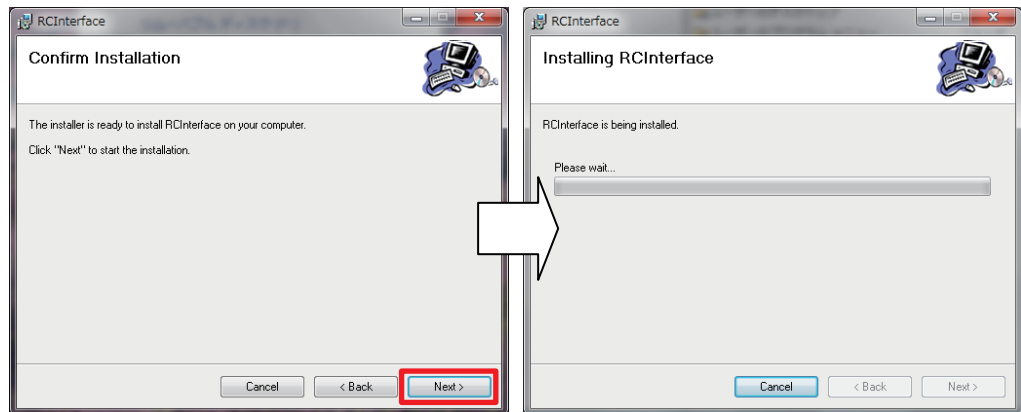 RCInterface
Confirm Installation
The installer is ready to install RCInterface on your computer.
Click "Next" to start the installation.
Cancel
< Back
Next >
RCInterface
Installing RCInterface
RCInterface is being installed.
Please wait...
Cancel
< Back
Next >